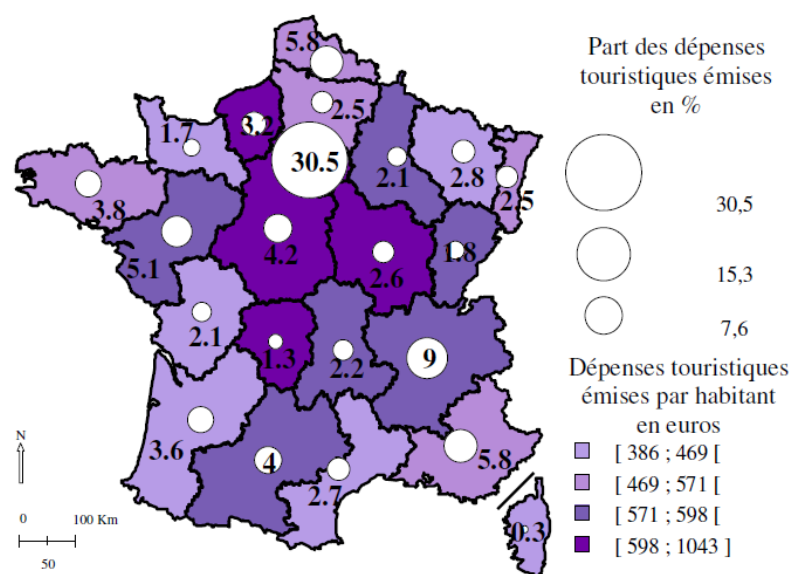 5.8
3.2
2.5
1.7
30.5
2.1
2.8
2.5
3.8
5.1
4.2
2.6
1.8
2.1
1.3
2.2
9
3.6
4
2.7
5.8
0.3
N
0 100 Km
50
Part des dépenses
touristiques émises
en %
30,5
15,3
7,6
Dépenses touristiques
émises par habitant
en euros
[ 386 ; 469 [
[ 469 ; 571 [
[ 571 ; 598 [
[ 598 ; 1043 ]